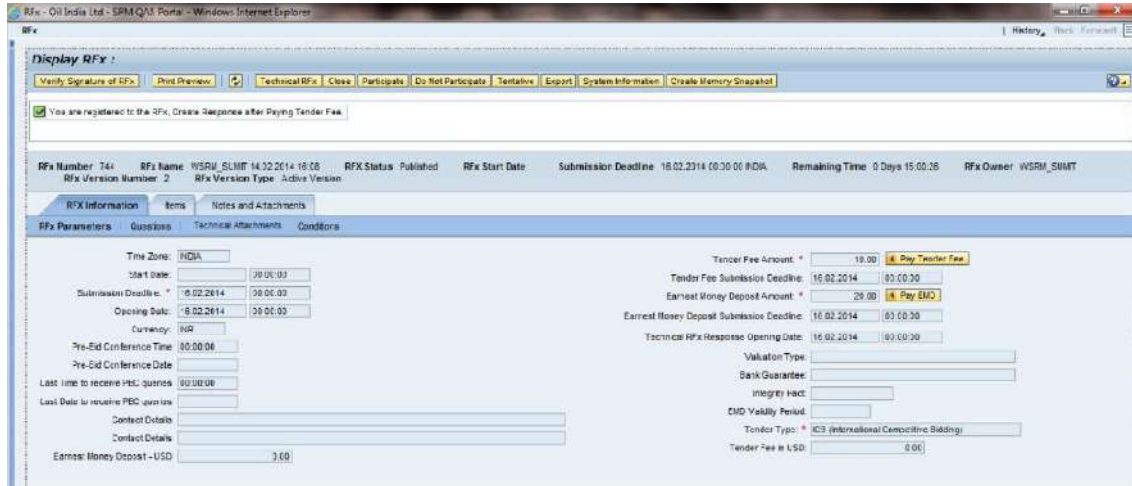 RFx - Oil India Ltd - SRM QAS Portal - Windows Internet Explorer
RFx
History Back Forward
Display RFx :
Verify Signature of RFx Print Preview Technical RFx Close Participate Do Not Participate Tentative Export System Information Create Memory Snapshot
You are registered to the RFx, Create Response after Paying Tender Fee.
RFx Number 744 RFx Name WSRM_SUMIT 14.02.2014 16:08 RFX Status Published RFx Start Date Submission Deadline 16.02.2014 00:00:00 INDIA Remaining Time 0 Days 15:00:26 RFx Owner WSRM_SUMIT
RFx Version Number 2 RFx Version Type Active Version
RFX Information Items Notes and Attachments
RFx Parameters Questions Technical Attachments Conditions
Time Zone: INDIA
Start Date: 00:00:00
Submission Deadline: * 16.02.2014 00:00:00
Opening Date: 16.02.2014 00:00:00
Currency: INR
Pre-Bid Conference Time 00:00:00
Pre-Bid Conference Date
Last Time to receive PBC queries 00:00:00
Last Date to receive PBC queries
Contact Details
Contact Details
Earnest Money Deposit - USD 0.00
Tender Fee Amount: * 10.00 Pay Tender Fee
Tender Fee Submission Deadline: 16.02.2014 00:00:00
Earnest Money Deposit Amount: * 20.00 Pay EMD
Earnest Money Deposit Submission Deadline: 16.02.2014 00:00:00
Technical RFx Response Opening Date: 16.02.2014 00:00:00
Valuation Type:
Bank Guarantee:
Integrity Pact:
EMD Validity Period:
Tender Type: * ICB (International Competitive Bidding)
Tender Fee in USD: 0.00